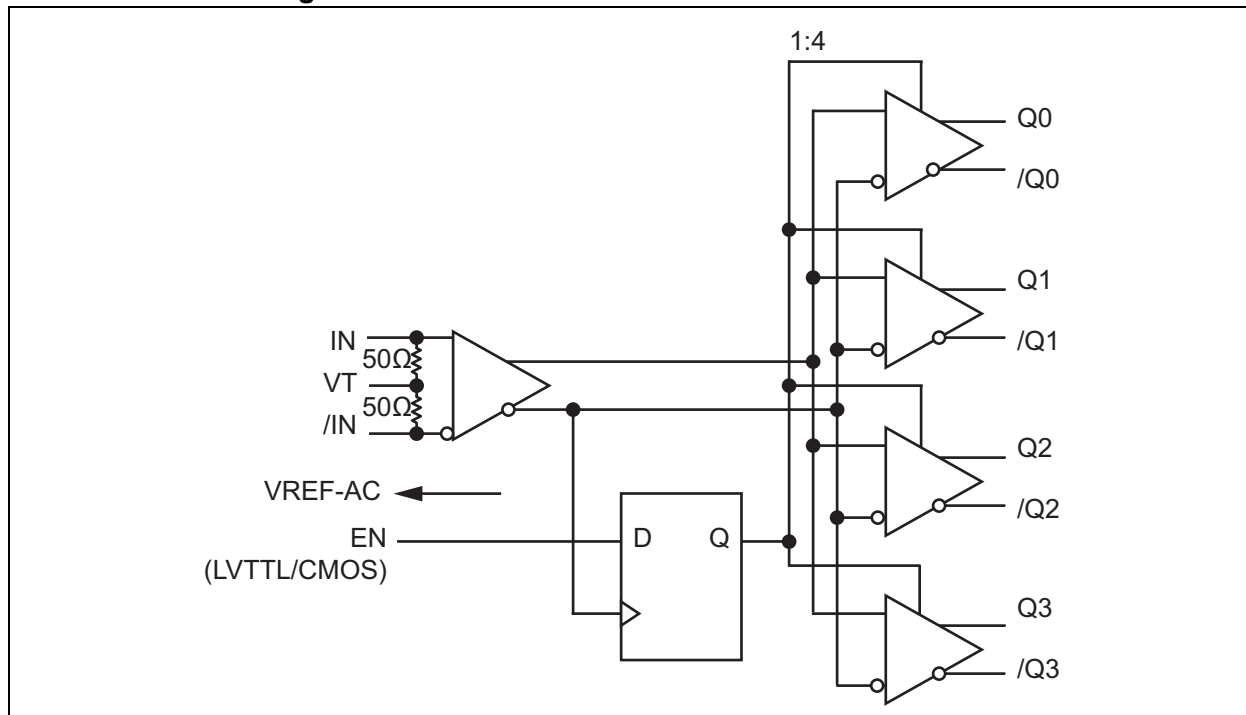 1:4
Q0
/Q0
Q1
/Q1
IN
50Ω
VT
50Ω
/IN
Q2
/Q2
VREF-AC
EN
(LVTTL/CMOS)
D Q
Q3
/Q3